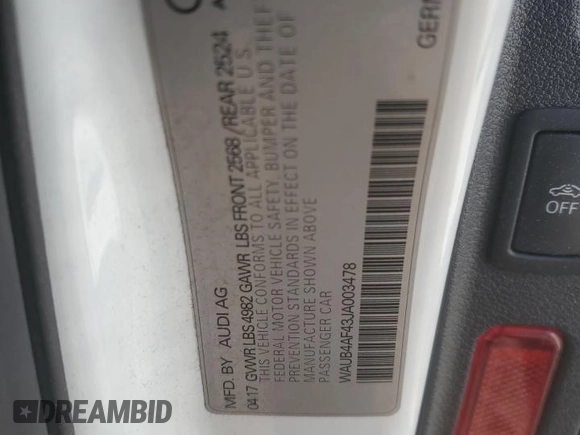 MFD. BY AUDI AG
0417 GVWR LBS 4982 GAWR LBS FRONT 2568/REAR 2524
THIS VEHICLE CONFORMS TO ALL APPLICABLE U.S.
FEDERAL MOTOR VEHICLE SAFETY, BUMPER AND THEF
PREVENTION STANDARDS IN EFFECT ON THE DATE OF
MANUFACTURE SHOWN ABOVE
PASSENGER CAR
WAUB4AF43JA003478
OFF
DREAMBID